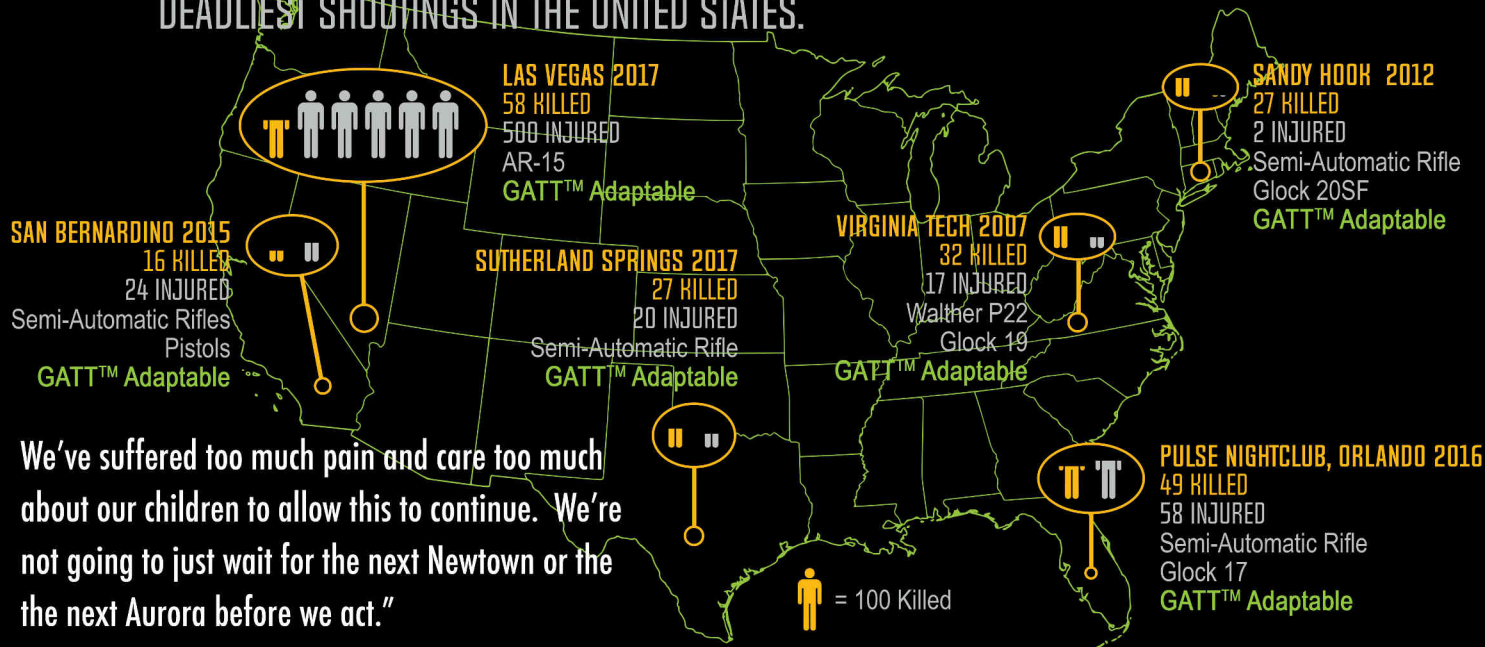 DEADLIEST SHOOTINGS IN THE UNITED STATES.
LAS VEGAS 2017
58 KILLED
500 INJURED
AR-15
GATT™ Adaptable
SANDY HOOK 2012
27 KILLED
2 INJURED
Semi-Automatic Rifle
Glock 20SF
GATT™ Adaptable
SAN BERNARDINO 2015
16 KILLED
24 INJURED
Semi-Automatic Rifles
Pistols
GATT™ Adaptable
SUTHERLAND SPRINGS 2017
27 KILLED
20 INJURED
Semi-Automatic Rifle
GATT™ Adaptable
VIRGINIA TECH 2007
32 KILLED
17 INJURED
Walther P22
Glock 19
GATT™ Adaptable
PULSE NIGHTCLUB, ORLANDO 2016
49 KILLED
58 INJURED
Semi-Automatic Rifle
Glock 17
GATT™ Adaptable
We've suffered too much pain and care too much
about our children to allow this to continue. We're
not going to just wait for the next Newtown or the
the next Aurora before we act.”
= 100 Killed